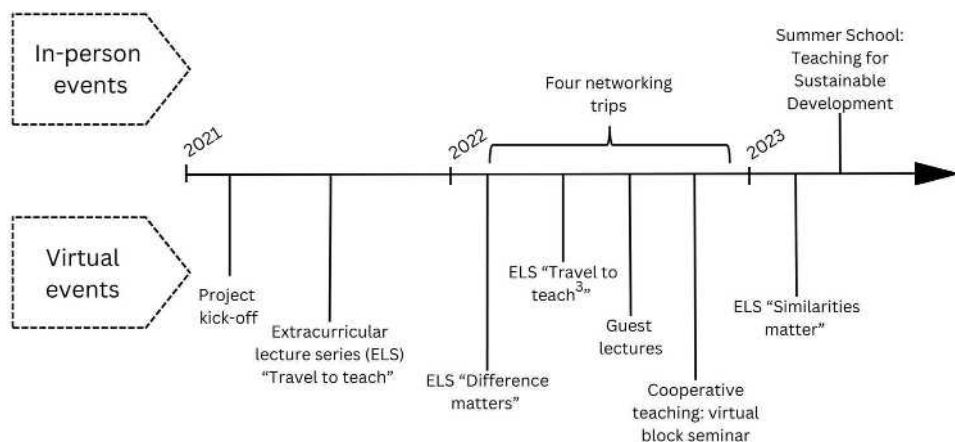 In-person
events
Summer School:
Teaching for
Sustainable
Development
Four networking
trips
2021
2022
2023
Virtual
events
Project
kick-off
Extracurricular
lecture series (ELS)
“Travel to teach”
ELS “Difference
matters”
ELS “Travel to
teach³”
Guest
lectures
Cooperative
teaching: virtual
block seminar
ELS “Similarities
matter”